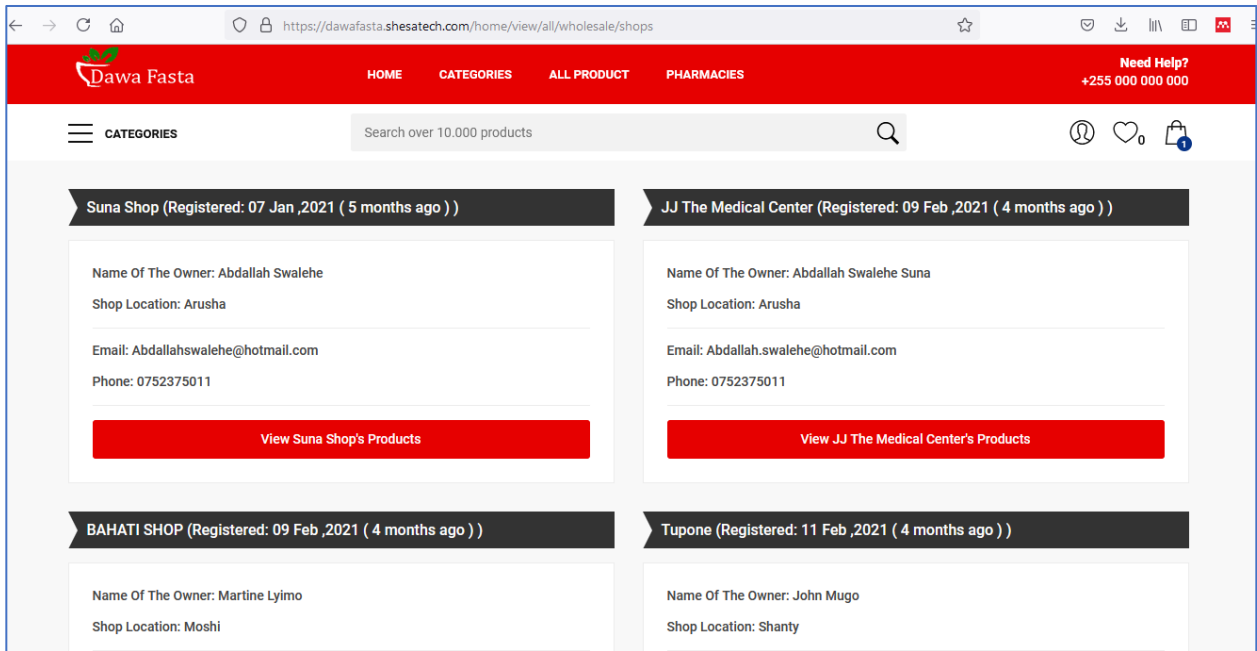 https://dawafasta.shesatech.com/home/view/all/wholesale/shops
Dawa Fasta
HOME CATEGORIES ALL PRODUCT PHARMACIES
Need Help?
+255 000 000 000
CATEGORIES
Search over 10.000 products
0
1
Suna Shop (Registered: 07 Jan ,2021 ( 5 months ago ) )
Name Of The Owner: Abdallah Swalehe
Shop Location: Arusha
Email: Abdallahswalehe@hotmail.com
Phone: 0752375011
View Suna Shop's Products
JJ The Medical Center (Registered: 09 Feb ,2021 ( 4 months ago ) )
Name Of The Owner: Abdallah Swalehe Suna
Shop Location: Arusha
Email: Abdallah.swalehe@hotmail.com
Phone: 0752375011
View JJ The Medical Center's Products
BAHATI SHOP (Registered: 09 Feb ,2021 ( 4 months ago ) )
Name Of The Owner: Martine Lyimo
Shop Location: Moshi
Tupone (Registered: 11 Feb ,2021 ( 4 months ago ) )
Name Of The Owner: John Mugo
Shop Location: Shanty